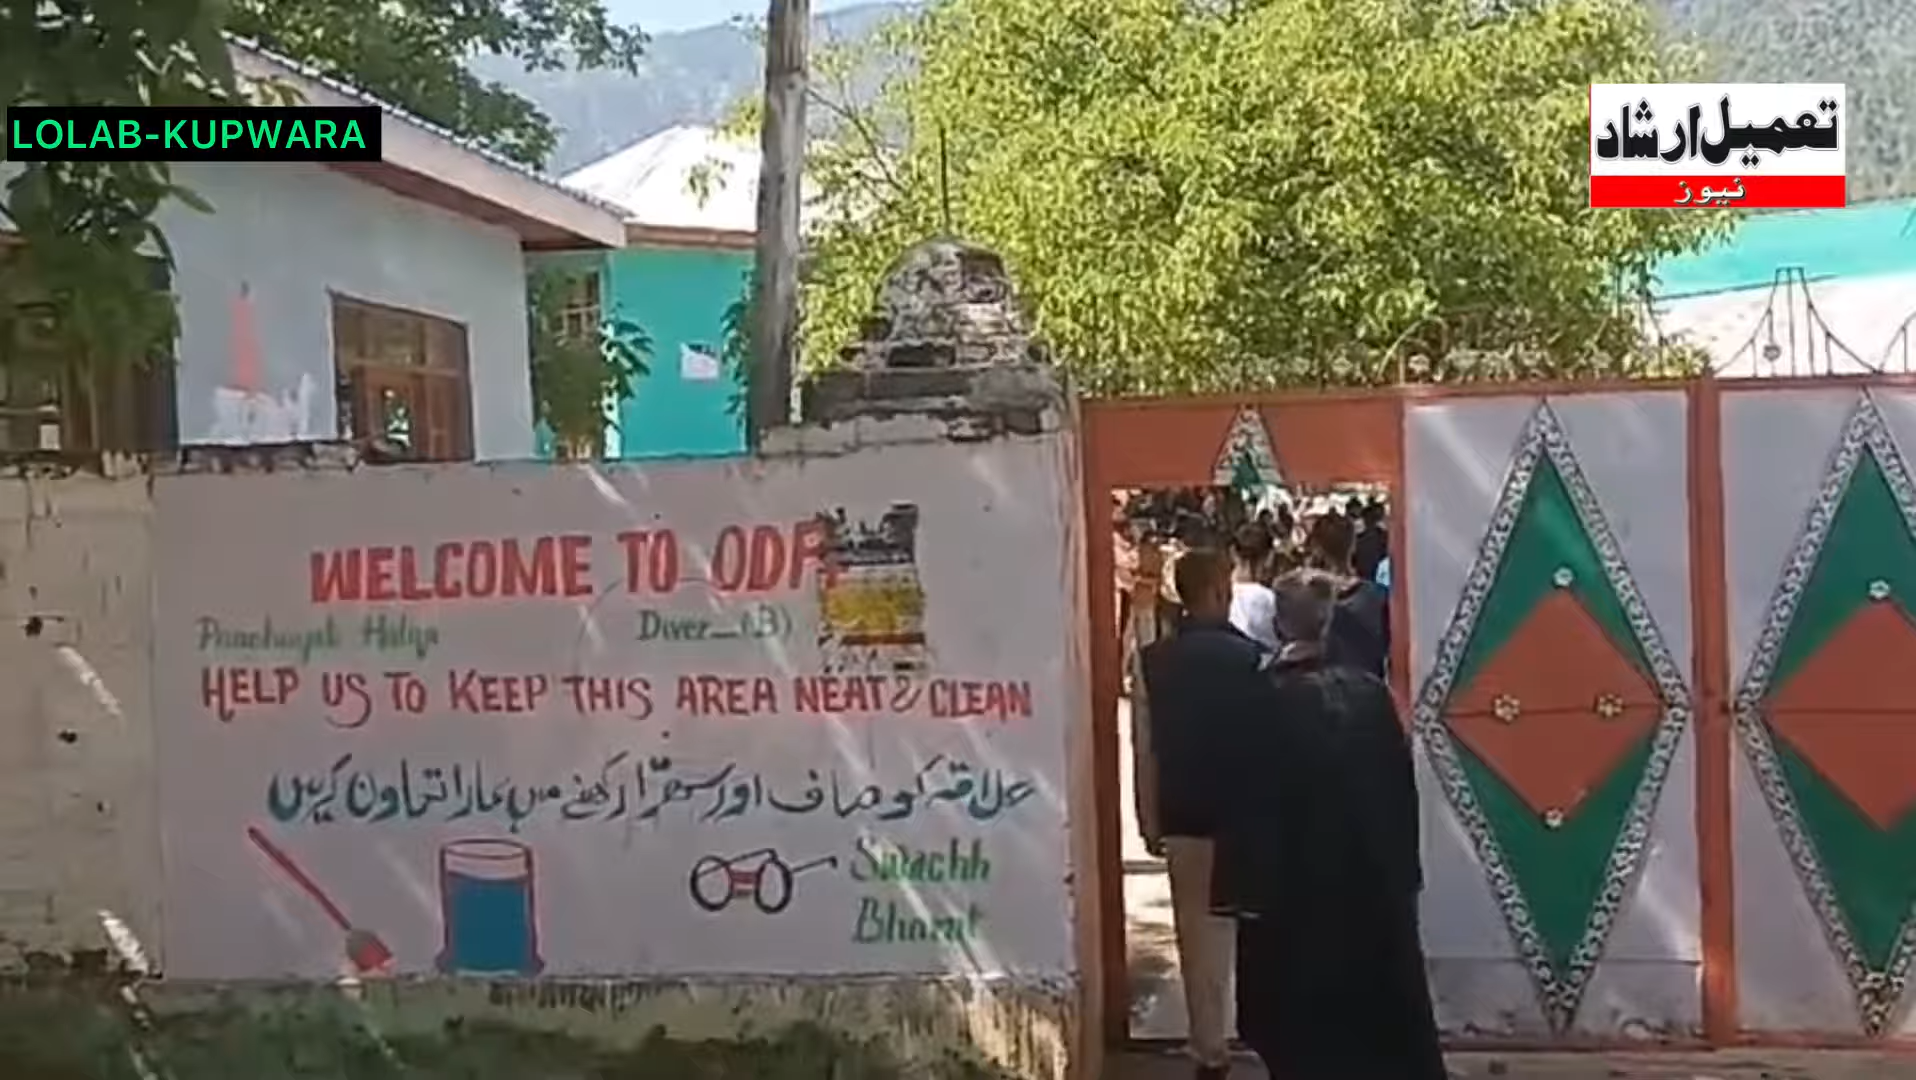 LOLAB-KUPWARA
تعمیل ارشاد
نیوز
WELCOME TO ODF
Panchayat Halqa Diver_(B)
HELP US TO KEEP THIS AREA NEAT & CLEAN
علاقہ کو صاف اور ستھرا رکھنے میں ہمارا تعاون کریں
Swachh
Bharat